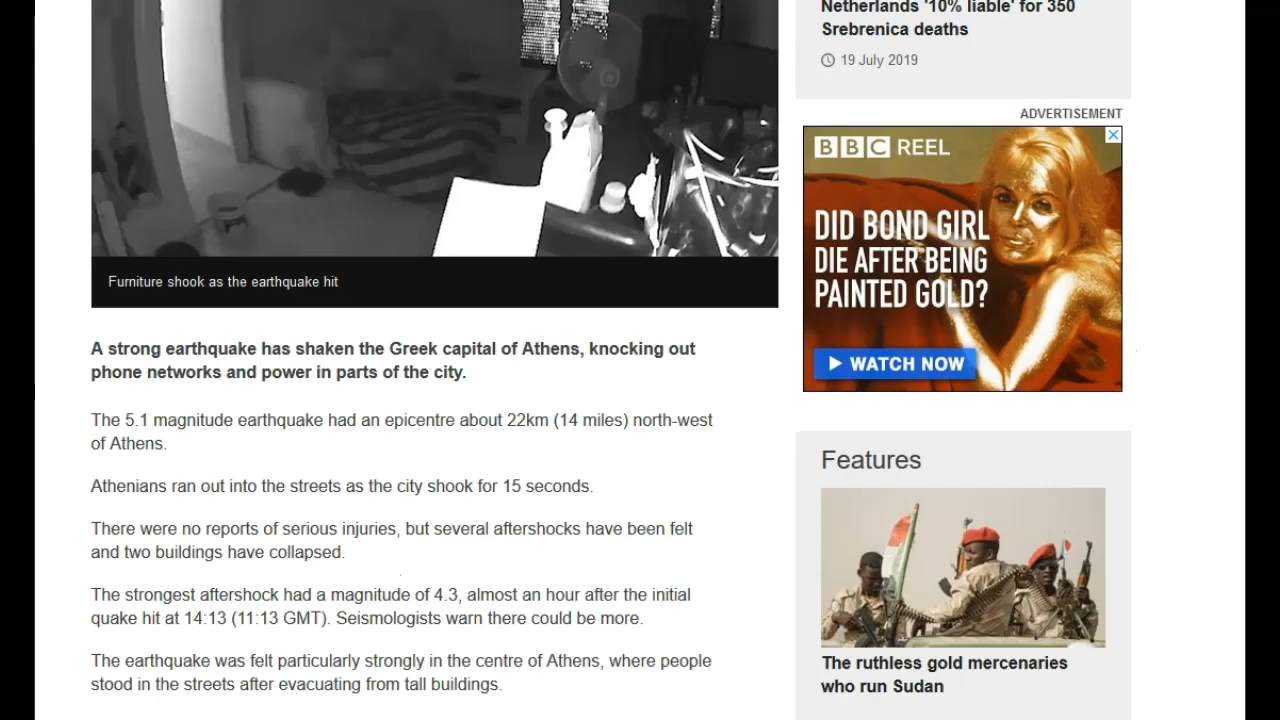 Furniture shook as the earthquake hit
A strong earthquake has shaken the Greek capital of Athens, knocking out
phone networks and power in parts of the city.
The 5.1 magnitude earthquake had an epicentre about 22km (14 miles) north-west
of Athens.
Athenians ran out into the streets as the city shook for 15 seconds.
There were no reports of serious injuries, but several aftershocks have been felt
and two buildings have collapsed.
The strongest aftershock had a magnitude of 4.3, almost an hour after the initial
quake hit at 14:13 (11:13 GMT). Seismologists warn there could be more.
The earthquake was felt particularly strongly in the centre of Athens, where people
stood in the streets after evacuating from tall buildings.
Netherlands '10% liable' for 350
Srebrenica deaths
19 July 2019
ADVERTISEMENT
BBC REEL
DID BOND GIRL
DIE AFTER BEING
PAINTED GOLD?
WATCH NOW
Features
The ruthless gold mercenaries
who run Sudan